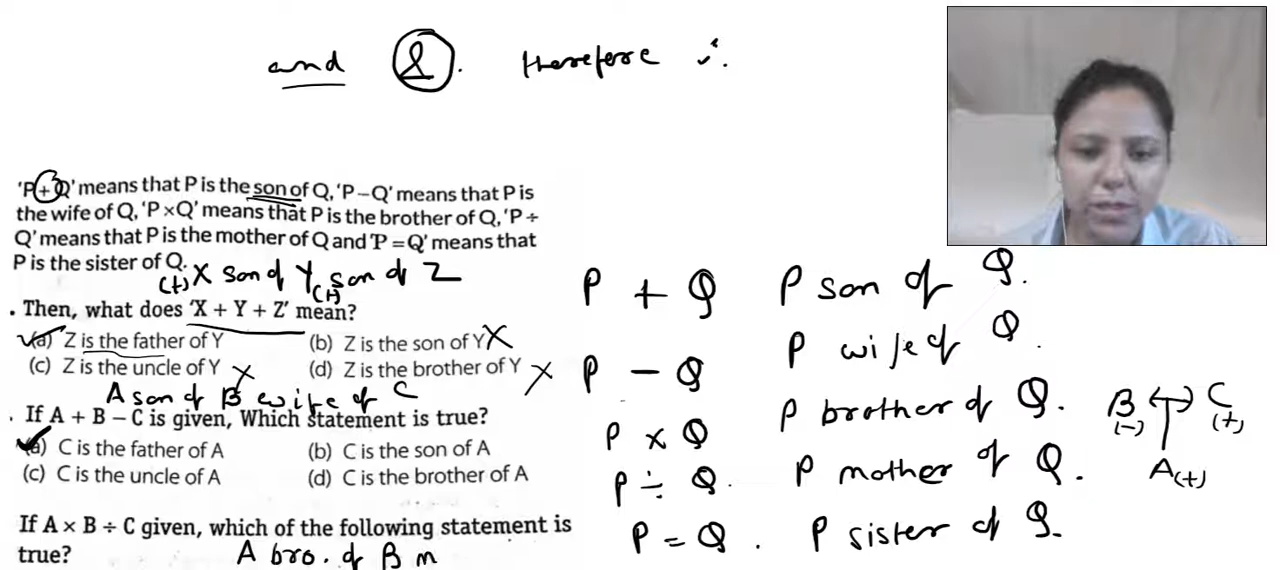 and &. therefore ∴
'P+Q' means that P is the son of Q, 'P – Q' means that P is
the wife of Q, 'P × Q' means that P is the brother of Q, 'P ÷
Q' means that P is the mother of Q and 'P = Q' means that
P is the sister of Q.
(+) X son of Y (+) son of Z
. Then, what does 'X + Y + Z' mean?
(a) Z is the father of Y (b) Z is the son of Y
(c) Z is the uncle of Y (d) Z is the brother of Y
A son of B wife of C
. If A + B – C is given, Which statement is true?
(a) C is the father of A (b) C is the son of A
(c) C is the uncle of A (d) C is the brother of A
If A × B ÷ C given, which of the following statement is
true?
A bro. of B m
P + Q P son of Q.
P – Q P wife of Q.
P × Q P brother of Q.
P ÷ Q. P mother of Q.
P = Q. P sister of Q.
B ↔ C
(–) (+)
A(+)